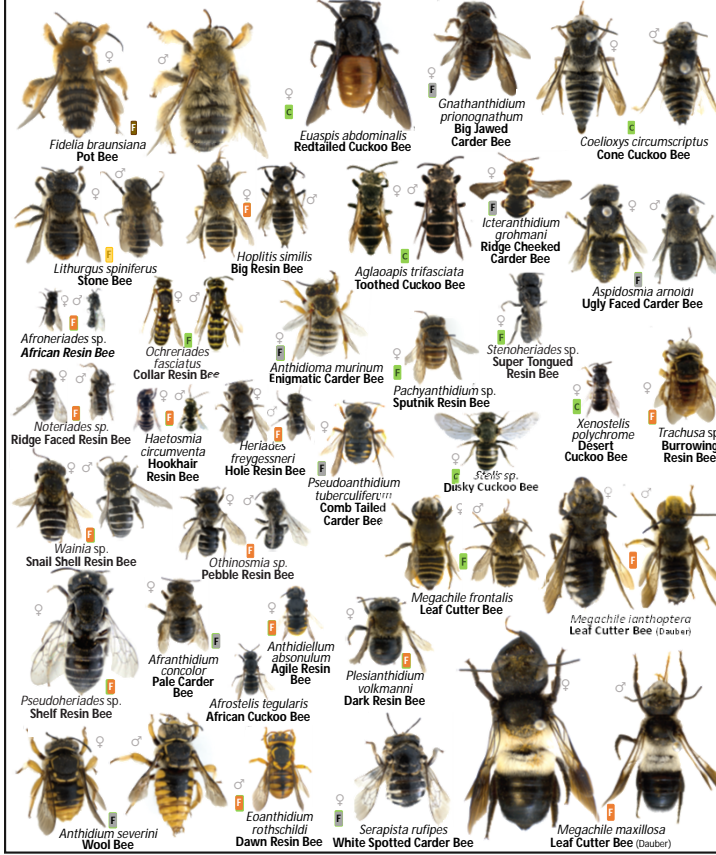 ♀
♂
F
Fidelia braunsiana
Pot Bee
♀
C
Euaspis abdominalis
Redtailed Cuckoo Bee
♀
F
Gnathanthidium
prionognathum
Big Jawed
Carder Bee
♀
♂
C
Coelioxys circumscriptus
Cone Cuckoo Bee
♀
♂
F
Lithurgus spiniferus
Stone Bee
♀
F
♂
Hoplitis similis
Big Resin Bee
♀
♂
C
Aglaoapis trifasciata
Toothed Cuckoo Bee
♀
F
Icteranthidium
grohmani
Ridge Cheeked
Carder Bee
♀
♂
F
Aspidosmia arnoldi
Ugly Faced Carder Bee
♀ ♂
F
Afroheriades sp.
African Resin Bee
♀
♂
F
Ochreriades
fasciatus
Collar Resin Bee
♀
F
Anthidioma murinum
Enigmatic Carder Bee
♀
F
Pachyanthidium sp.
Sputnik Resin Bee
♀
F
Stenoheriades sp.
Super Tongued
Resin Bee
♀
C
Xenostelis
polychrome
Desert
Cuckoo Bee
♀
F
Trachusa sp
Burrowing
Resin Bee
♀ ♂
F
Noteriades sp.
Ridge Faced Resin Bee
♀ ♂
F
Haetosmia
circumventa
Hookhair
Resin Bee
♀ ♂
F
Heriades
freygessneri
Hole Resin Bee
♀
F
Pseudoanthidium
tuberculiferum
Comb Tailed
Carder Bee
♀
C
Stelis sp.
Dusky Cuckoo Bee
♀ ♂
F
Wainia sp.
Snail Shell Resin Bee
♀ ♂
F
Othinosmia sp.
Pebble Resin Bee
♀ ♂
F
Megachile frontalis
Leaf Cutter Bee
♀
♂
F
Megachile ianthoptera
Leaf Cutter Bee (Dauber)
♀
F
Pseudoheriades sp.
Shelf Resin Bee
♀
F
Afranthidium
concolor
Pale Carder
Bee
♀
F
Anthidiellum
absonulum
Agile Resin
Bee
Afrostelis tegularis
African Cuckoo Bee
♀
F
Plesianthidium
volkmanni
Dark Resin Bee
♀
♂
F
Anthidium severini
Wool Bee
♂
F
Eoanthidium
rothschildi
Dawn Resin Bee
♀
F
Serapista rufipes
White Spotted Carder Bee
♀
♂
F
Megachile maxillosa
Leaf Cutter Bee (Dauber)